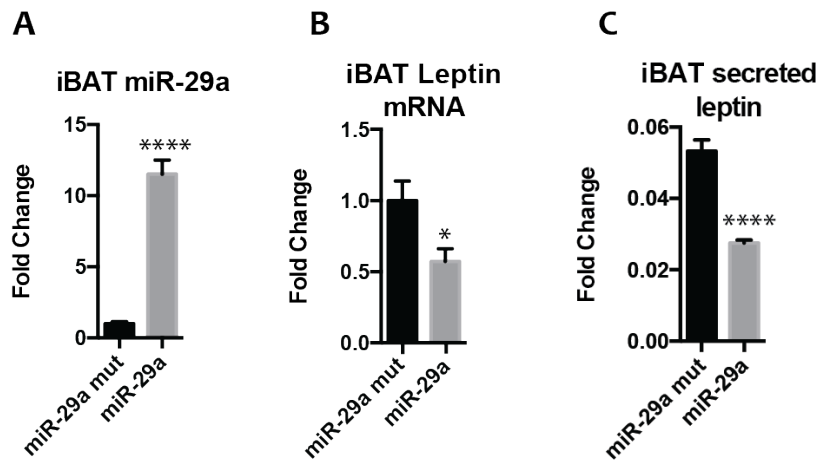 A
iBAT miR-29a
Fold Change
15
10
5
0
****
miR-29a mut
miR-29a
B
iBAT Leptin
mRNA
Fold Change
1.5
1.0
0.5
0.0
*
miR-29a mut
miR-29a
C
iBAT secreted
leptin
Fold Change
0.06
0.04
0.02
0.00
****
miR-29a mut
miR-29a